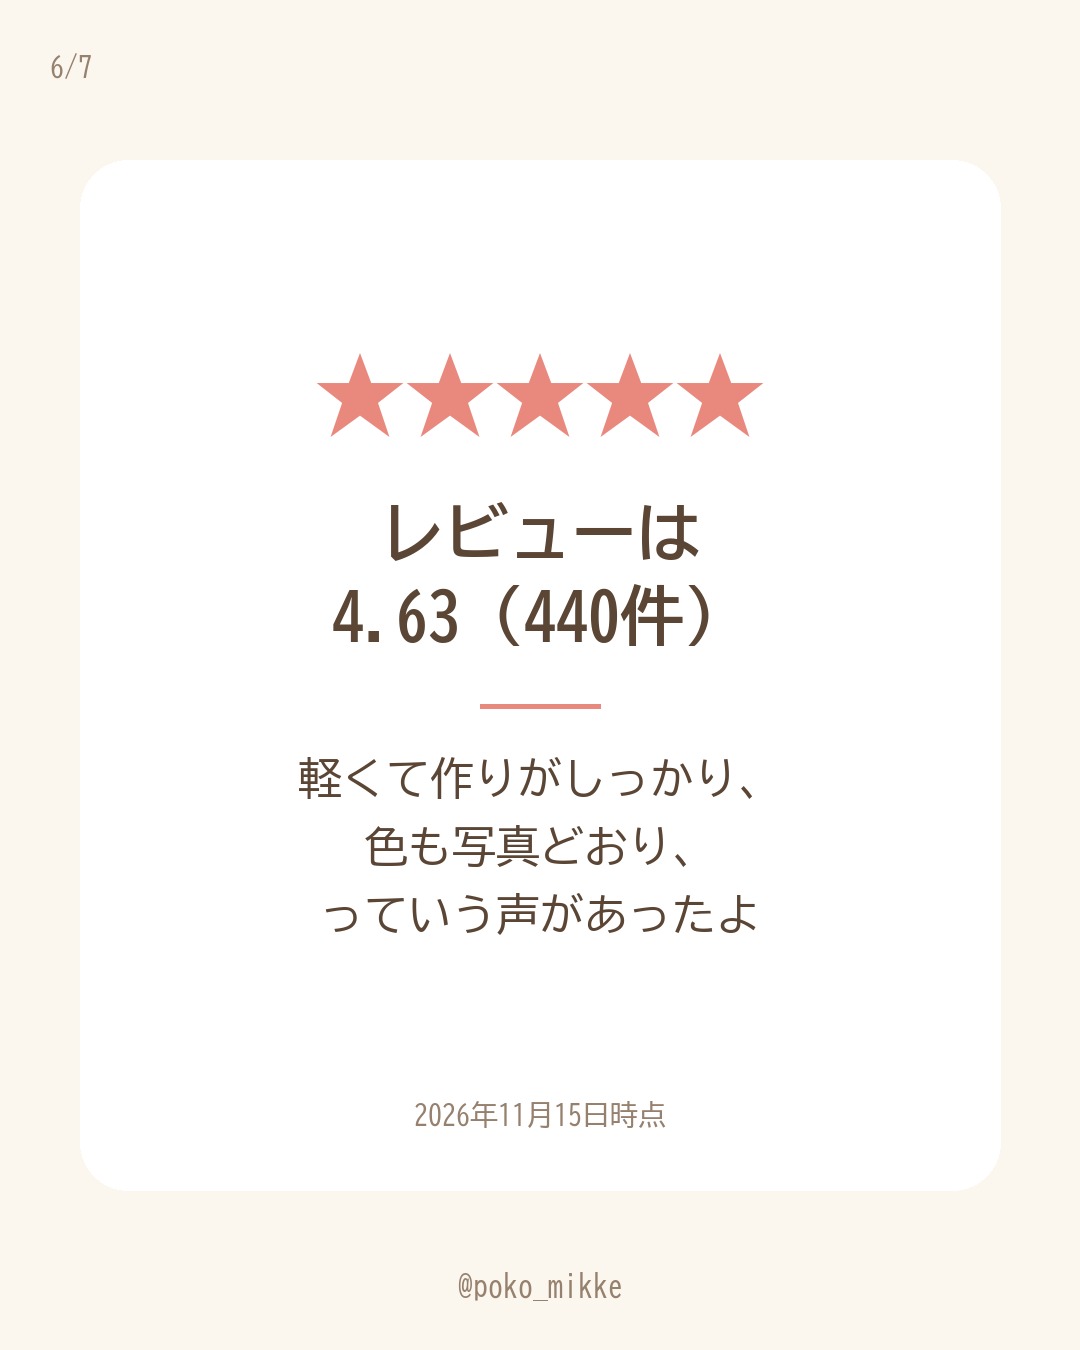 6/7
★★★★★
レビューは
4.63（440件）
軽くて作りがしっかり、
色も写真どおり、
っていう声があったよ
2026年11月15日時点
@poko_mikke